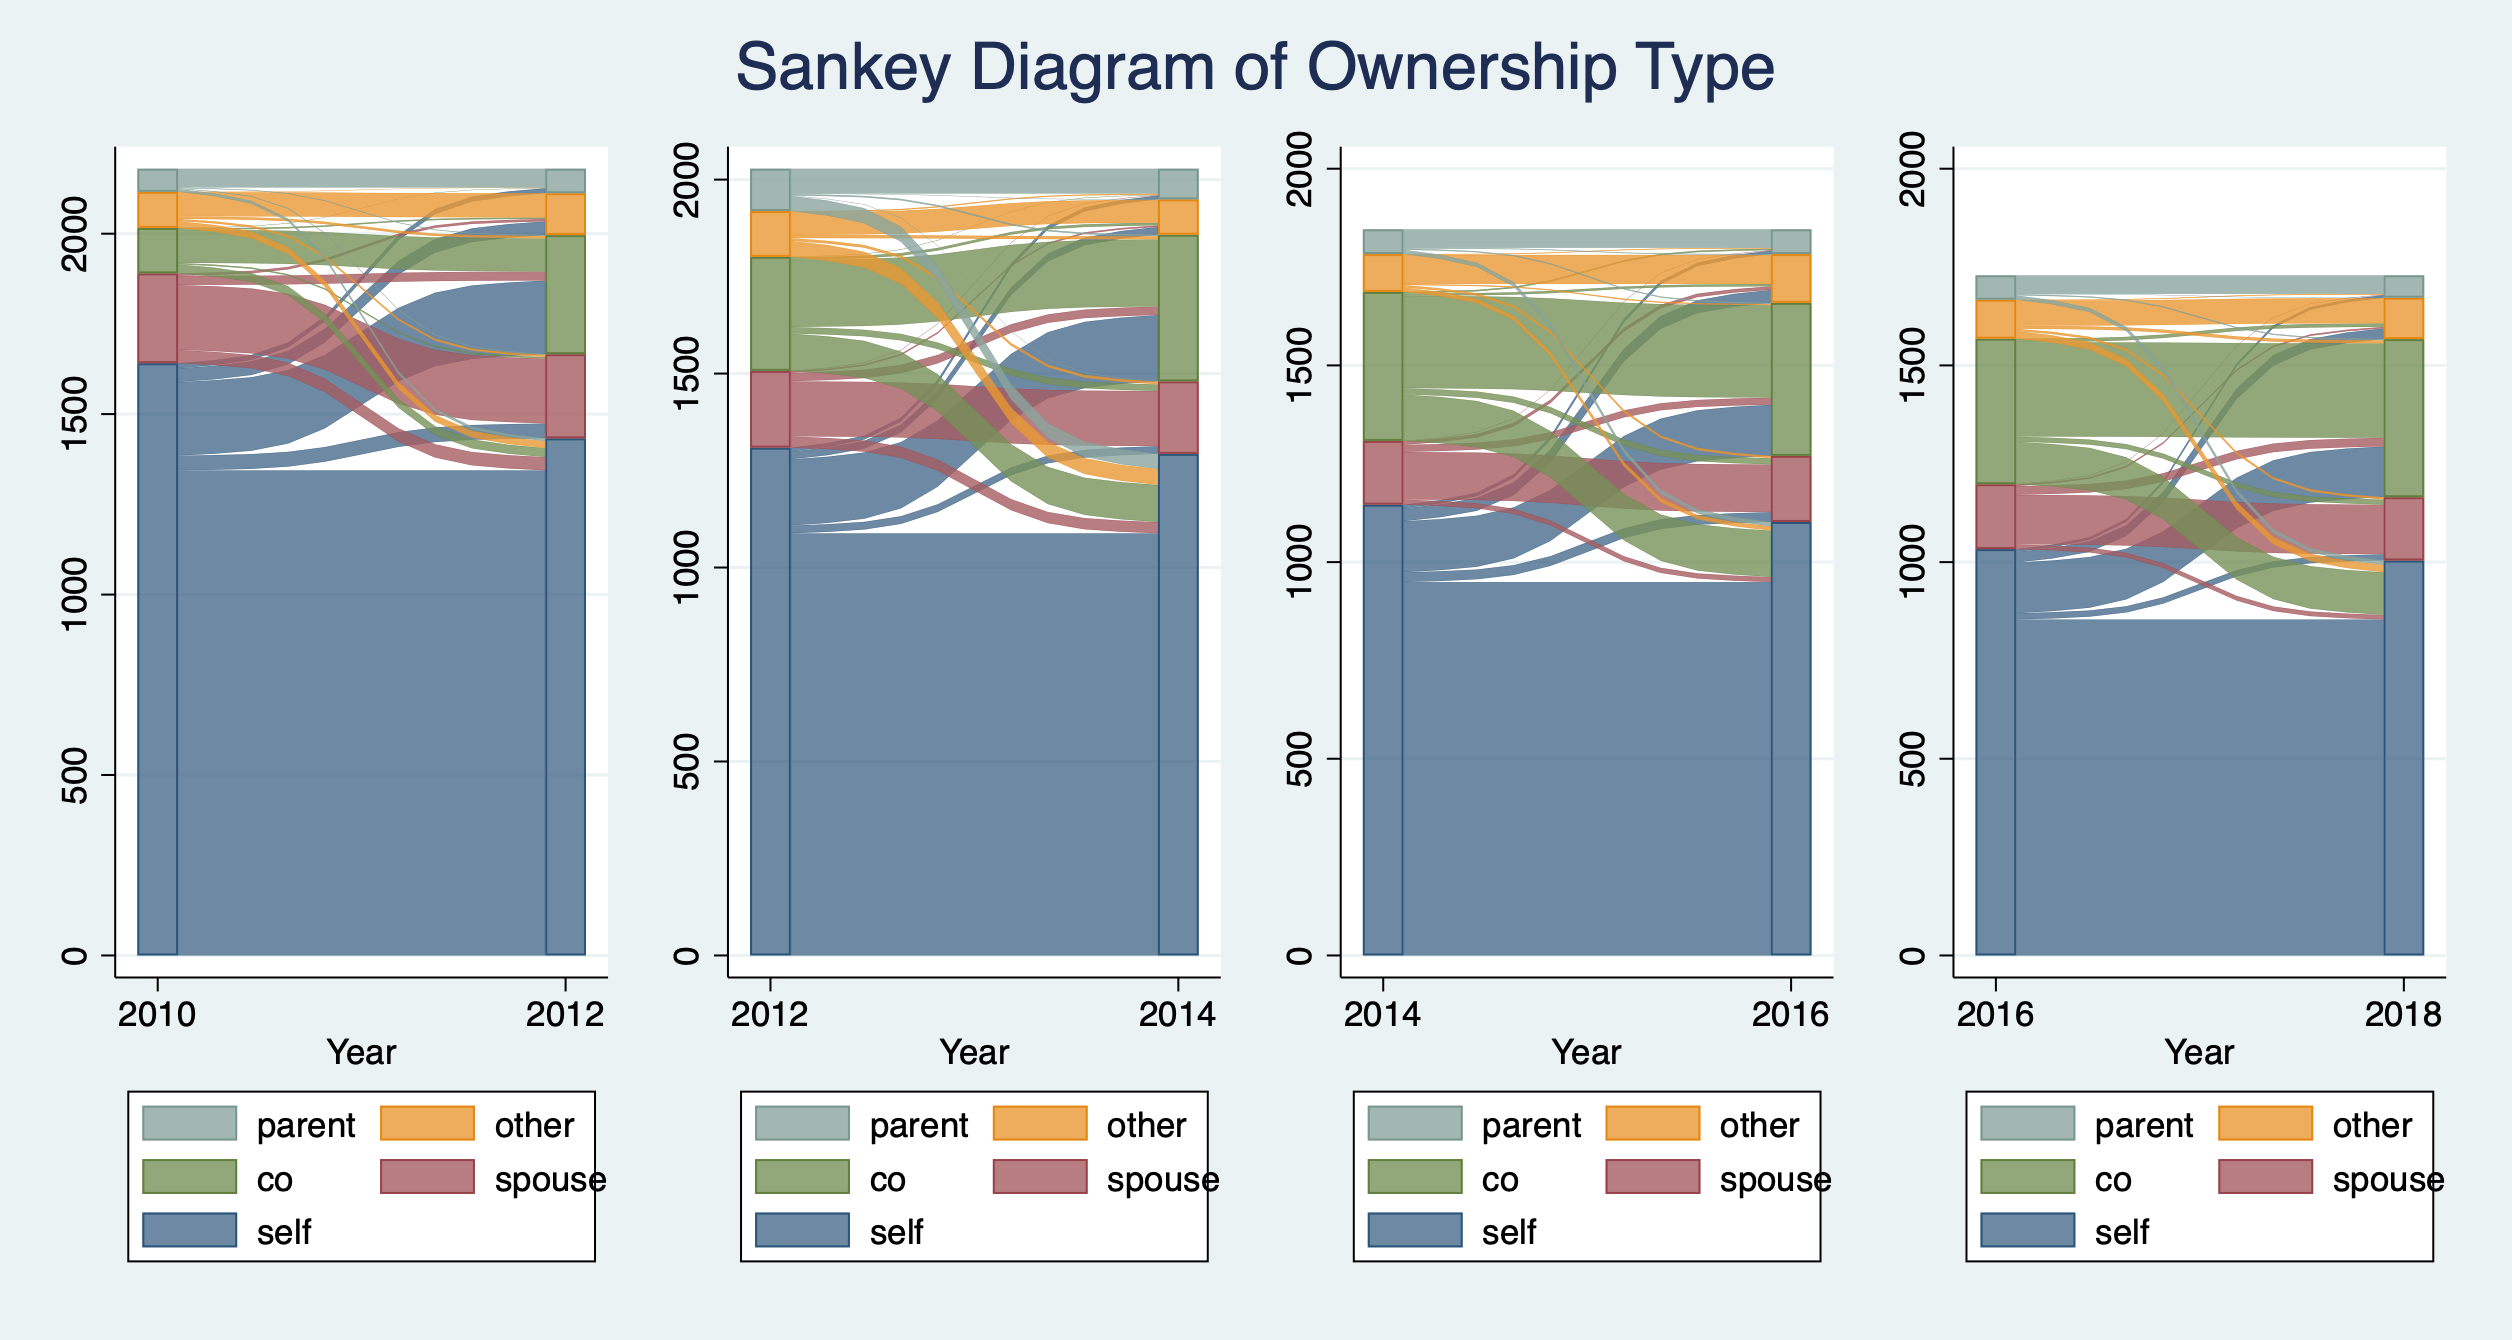 Sankey Diagram of Ownership Type
0 500 1000 1500 2000
2010 2012
Year
parent other
co spouse
self
0 500 1000 1500 2000
2012 2014
Year
parent other
co spouse
self
0 500 1000 1500 2000
2014 2016
Year
parent other
co spouse
self
0 500 1000 1500 2000
2016 2018
Year
parent other
co spouse
self